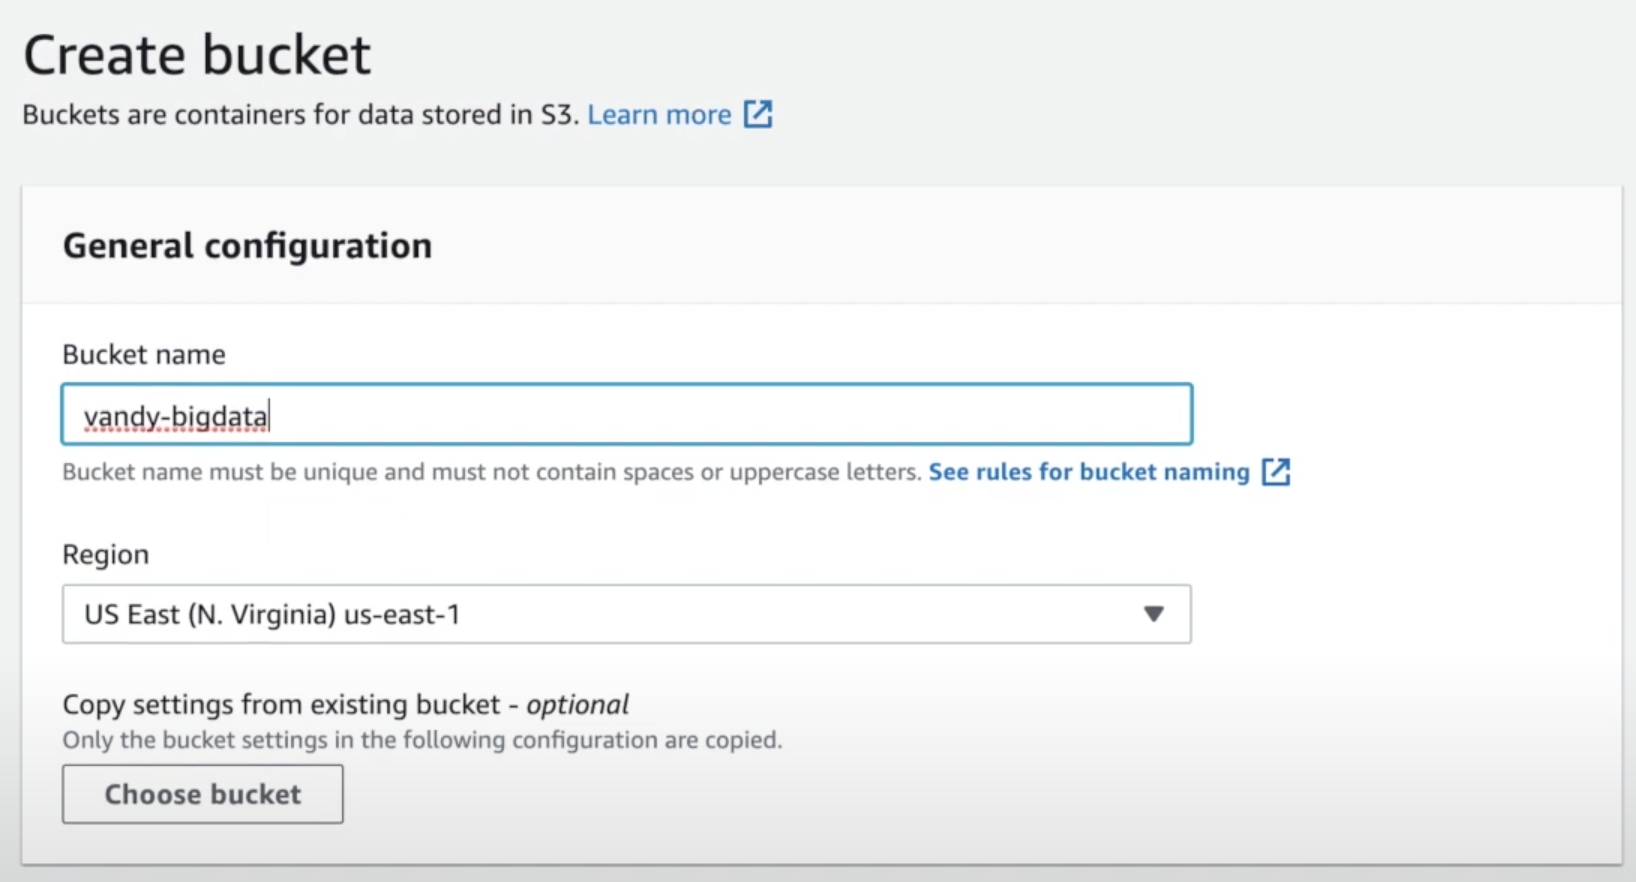 Create bucket
Buckets are containers for data stored in S3. Learn more
General configuration
Bucket name
vandy-bigdata
Bucket name must be unique and must not contain spaces or uppercase letters. See rules for bucket naming
Region
US East (N. Virginia) us-east-1
Copy settings from existing bucket - optional
Only the bucket settings in the following configuration are copied.
Choose bucket